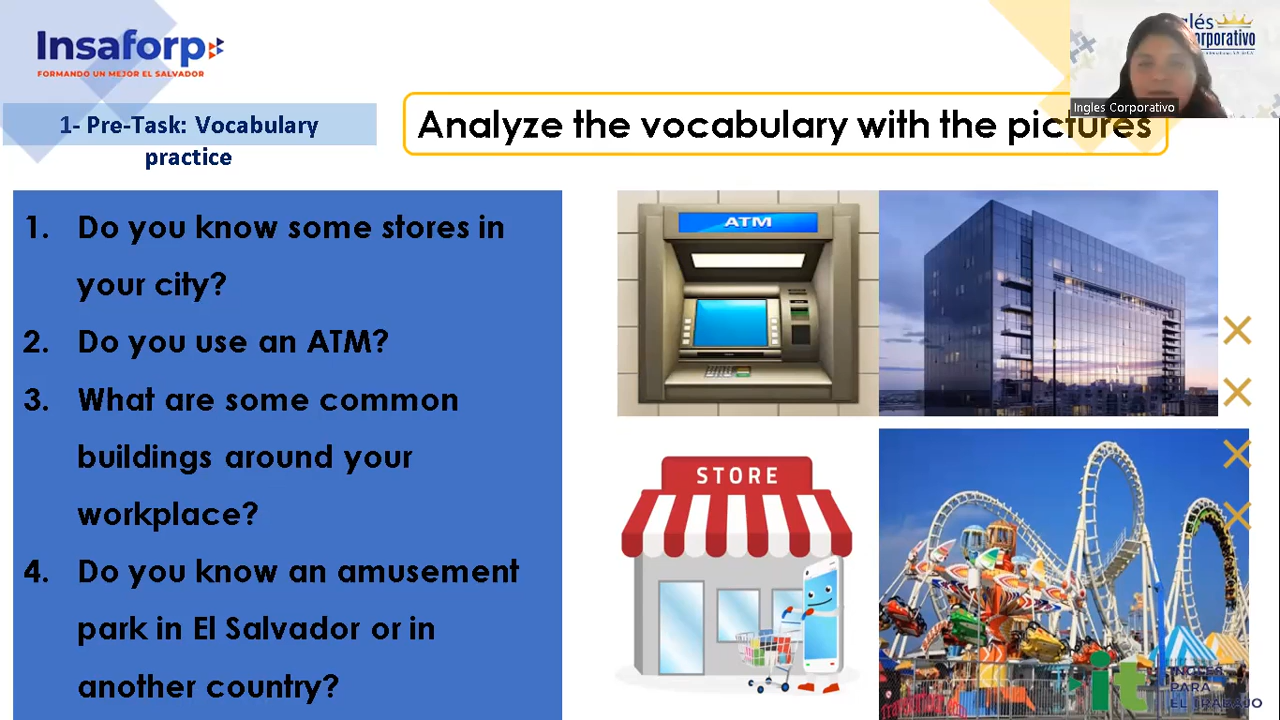 Insaforp
FORMANDO UN MEJOR EL SALVADOR
Inglés
Corporativo
Ingles Corporativo
1- Pre-Task: Vocabulary
practice
Analyze the vocabulary with the pictures
1. Do you know some stores in
your city?
2. Do you use an ATM?
3. What are some common
buildings around your
workplace?
4. Do you know an amusement
park in El Salvador or in
another country?
ATM
STORE
it
INGLÉS
PARA
EL TRABAJO